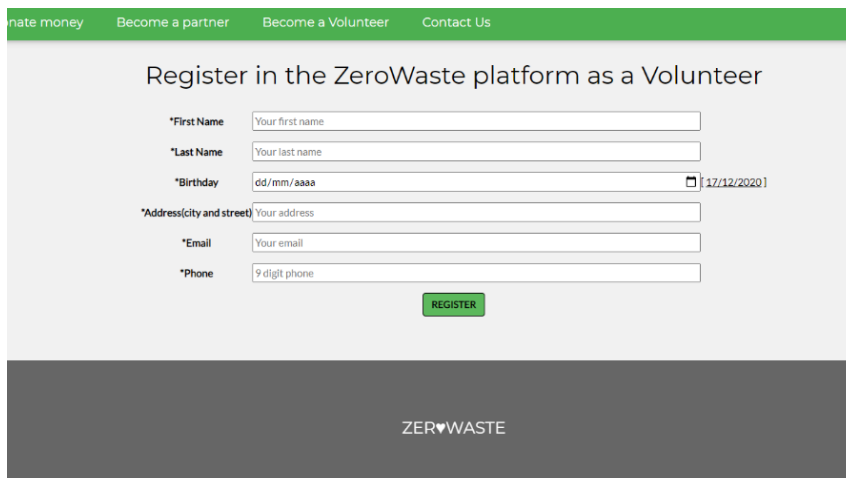 nate money Become a partner Become a Volunteer Contact Us
Register in the ZeroWaste platform as a Volunteer
*First Name Your first name
*Last Name Your last name
*Birthday dd/mm/aaaa [ 17/12/2020 ]
*Address(city and street) Your address
*Email Your email
*Phone 9 digit phone
REGISTER
ZER♥WASTE